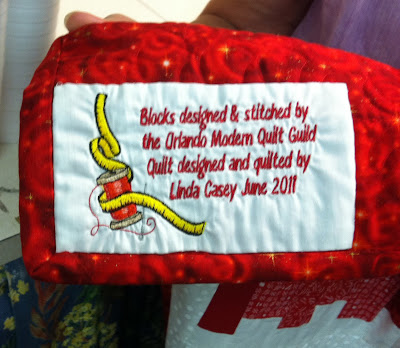 Blocks designed & stitched by
the Orlando Modern Quilt Guild
Quilt designed and quilted by
Linda Casey June 2011